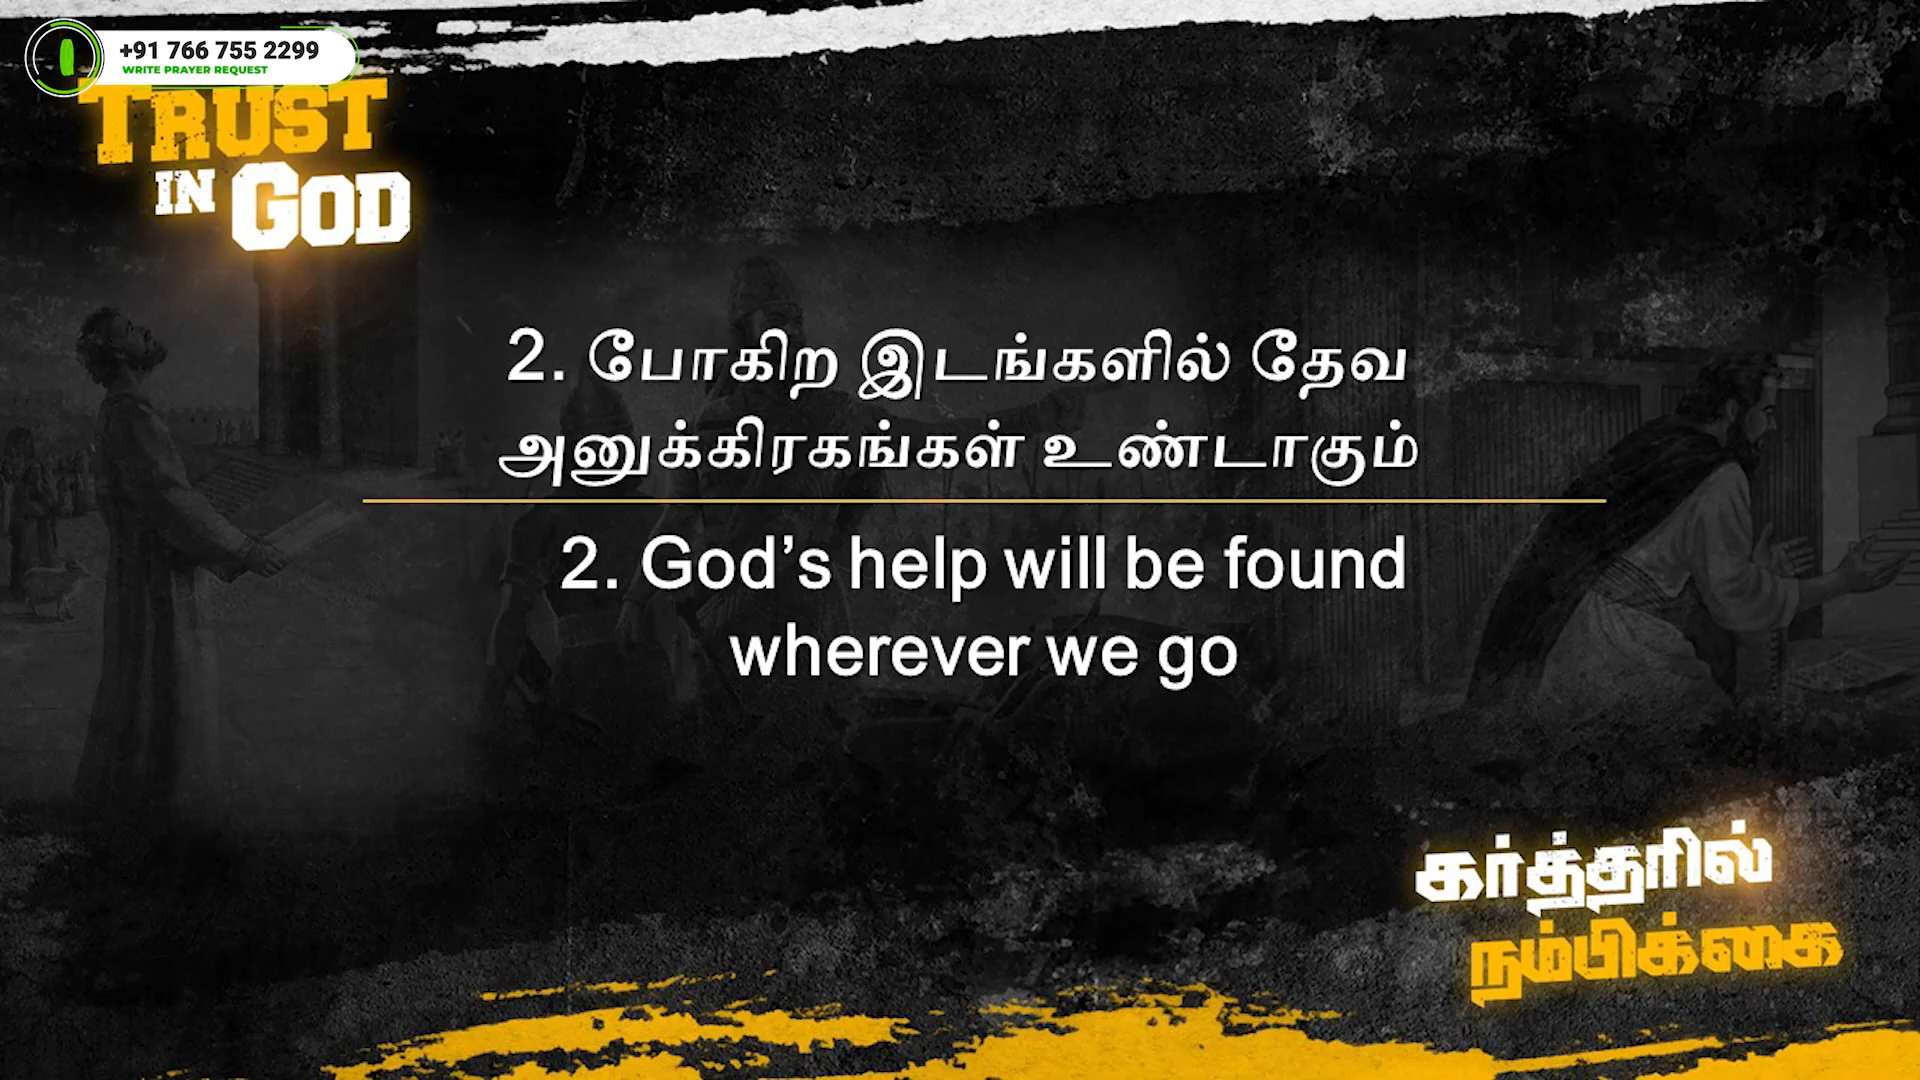 +91 766 755 2299
WRITE PRAYER REQUEST
TRUST
IN GOD
2. போகிற இடங்களில் தேவ
அனுக்கிரகங்கள் உண்டாகும்
2. God’s help will be found
wherever we go
கர்த்தரில்
நம்பிக்கை